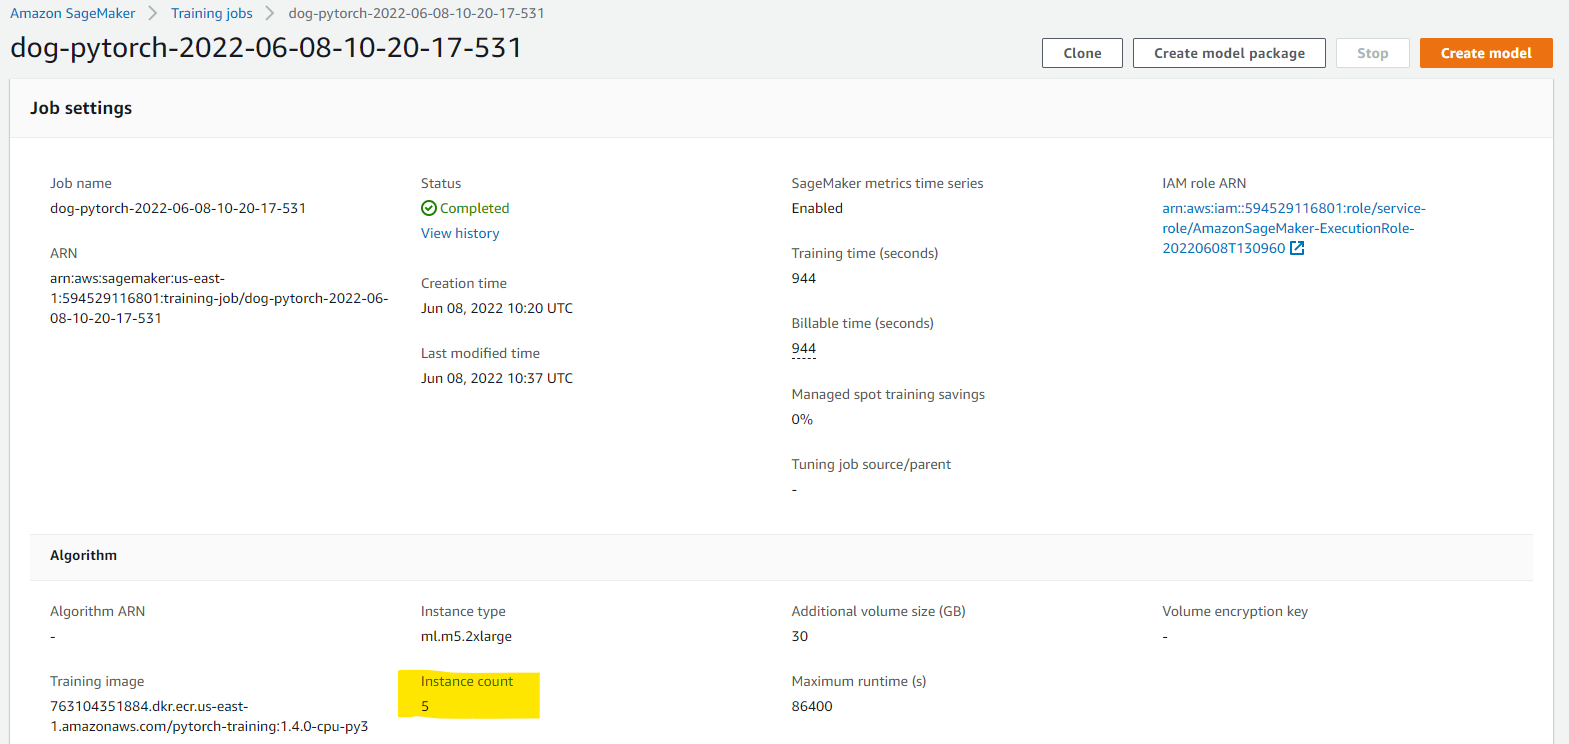 Amazon SageMaker > Training jobs > dog-pytorch-2022-06-08-10-20-17-531
dog-pytorch-2022-06-08-10-20-17-531
Clone
Create model package
Stop
Create model
Job settings
Job name
dog-pytorch-2022-06-08-10-20-17-531
ARN
arn:aws:sagemaker:us-east-
1:594529116801:training-job/dog-pytorch-2022-06-
08-10-20-17-531
Status
Completed
View history
Creation time
Jun 08, 2022 10:20 UTC
Last modified time
Jun 08, 2022 10:37 UTC
SageMaker metrics time series
Enabled
Training time (seconds)
944
Billable time (seconds)
944
Managed spot training savings
0%
Tuning job source/parent
-
IAM role ARN
arn:aws:iam::594529116801:role/service-
role/AmazonSageMaker-ExecutionRole-
20220608T130960
Algorithm
Algorithm ARN
-
Training image
763104351884.dkr.ecr.us-east-
1.amazonaws.com/pytorch-training:1.4.0-cpu-py3
Instance type
ml.m5.2xlarge
Instance count
5
Additional volume size (GB)
30
Maximum runtime (s)
86400
Volume encryption key
-